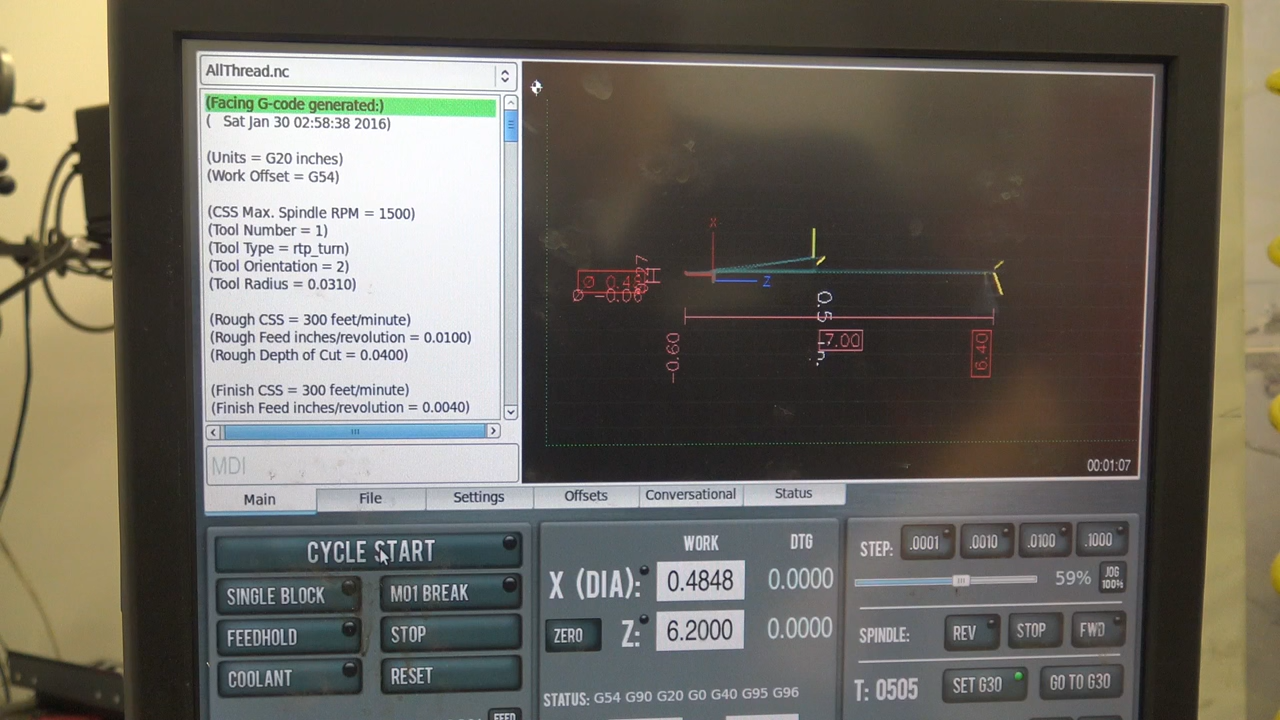 AllThread.nc
(Facing G-code generated:)
( Sat Jan 30 02:58:38 2016)
(Units = G20 inches)
(Work Offset = G54)
(CSS Max. Spindle RPM = 1500)
(Tool Number = 1)
(Tool Type = rtp_turn)
(Tool Orientation = 2)
(Tool Radius = 0.0310)
(Rough CSS = 300 feet/minute)
(Rough Feed inches/revolution = 0.0100)
(Rough Depth of Cut = 0.0400)
(Finish CSS = 300 feet/minute)
(Finish Feed inches/revolution = 0.0040)
MDI
X
Z
Ø -0.06
-0.60
7.00
6.40
00:01:07
Main File Settings Offsets Conversational Status
CYCLE START
SINGLE BLOCK M01 BREAK
FEEDHOLD STOP
COOLANT RESET
WORK DTG
X (DIA): 0.4848 0.0000
ZERO Z: 6.2000 0.0000
STATUS: G54 G90 G20 G0 G40 G95 G96
STEP: .0001 .0010 .0100 .1000
59% JOG 100%
SPINDLE: REV STOP FWD
T: 0505 SET G30 GO TO G30
FEED